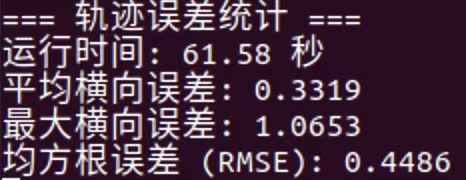 === 轨迹误差统计 ===
运行时间: 61.58 秒
平均横向误差: 0.3319
最大横向误差: 1.0653
均方根误差 (RMSE): 0.4486